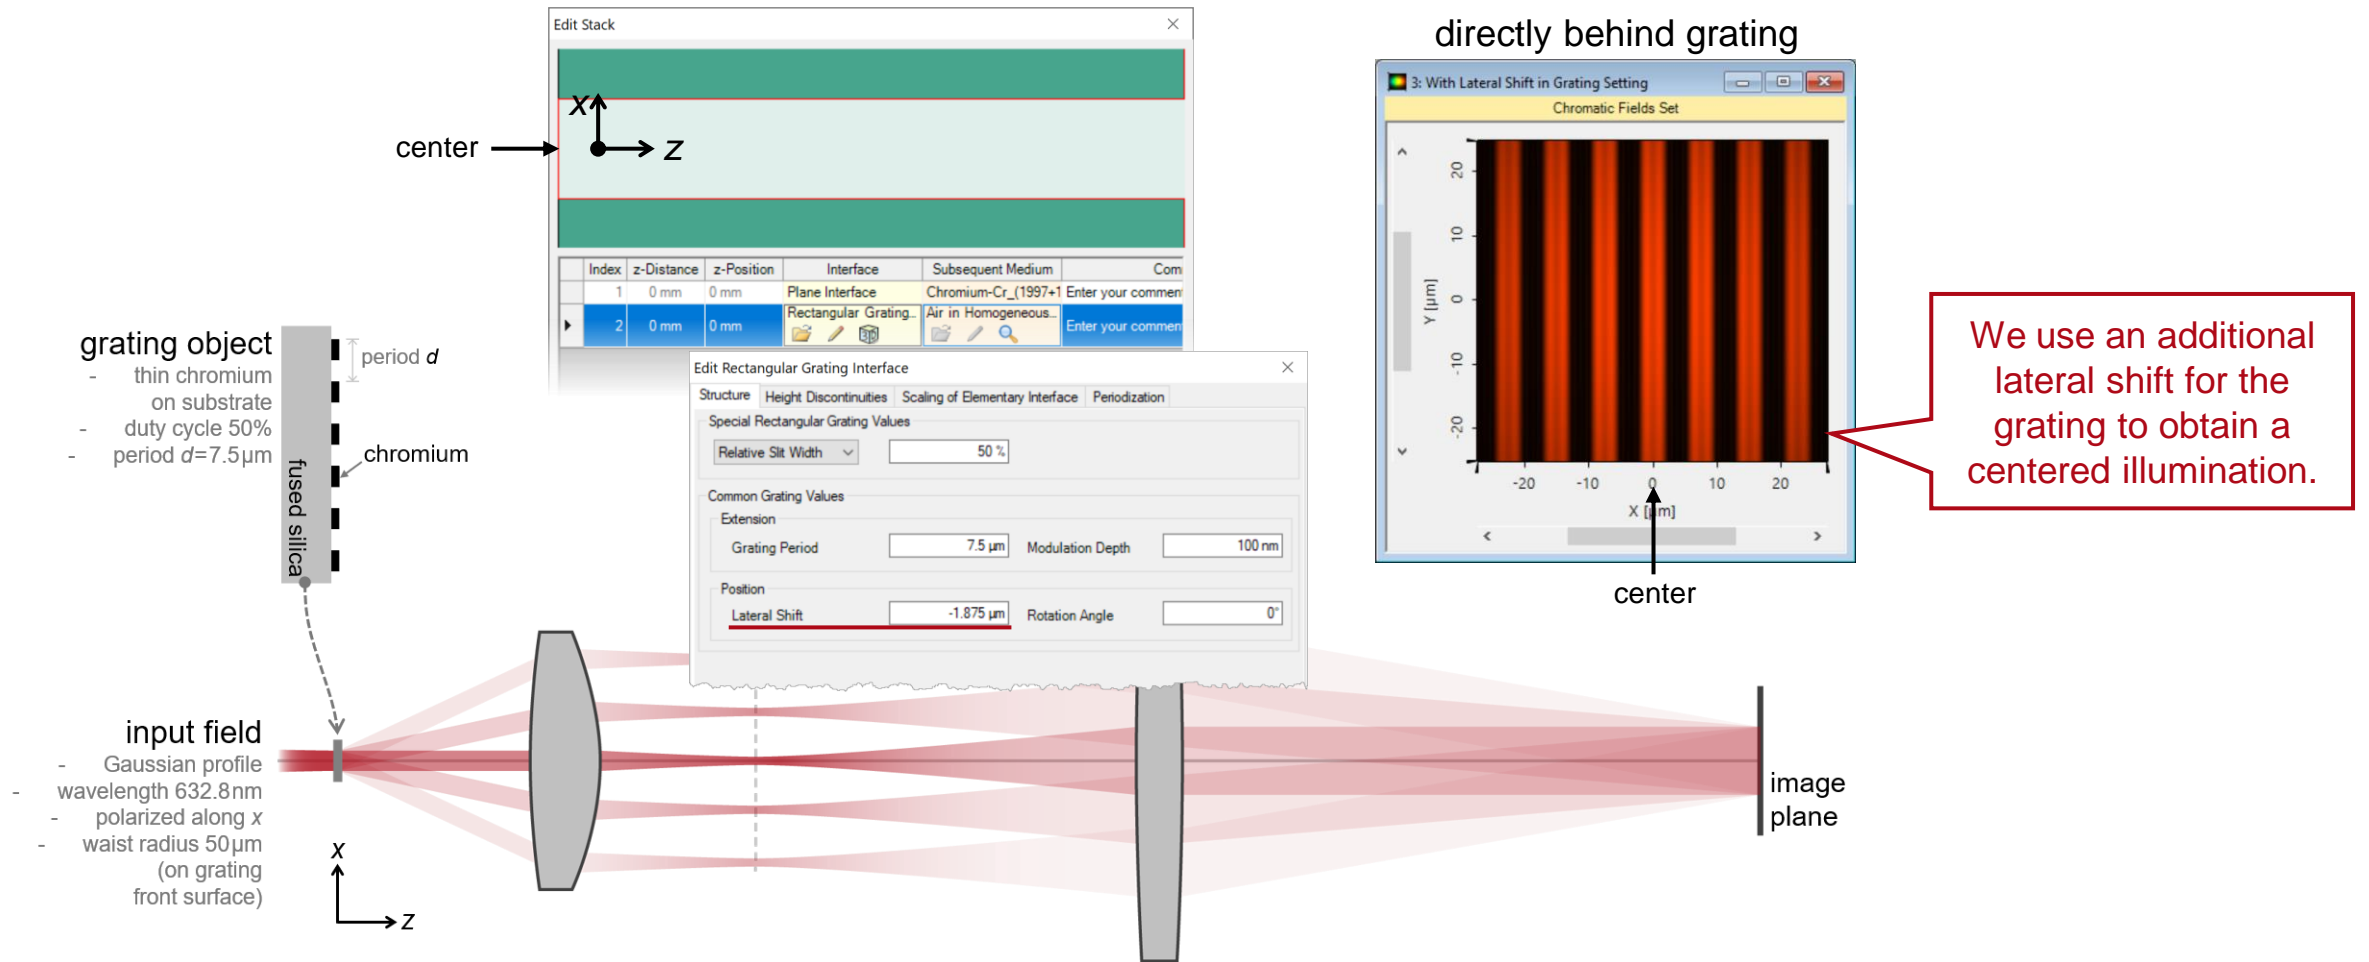 Edit Stack
x
z
center
Index z-Distance z-Position Interface Subsequent Medium Com
1 0 mm 0 mm Plane Interface Chromium-Cr_(1997+1 Enter your commen
2 0 mm 0 mm Rectangular Grating... Air in Homogeneous... Enter your commen
directly behind grating
3: With Lateral Shift in Grating Setting
Chromatic Fields Set
Y [µm]
20
10
0
-10
-20
-20 -10 0 10 20
X [µm]
center
We use an additional
lateral shift for the
grating to obtain a
centered illumination.
grating object
- thin chromium
on substrate
- duty cycle 50%
- period d=7.5µm
period d
chromium
fused silica
Edit Rectangular Grating Interface
Structure Height Discontinuities Scaling of Elementary Interface Periodization
Special Rectangular Grating Values
Relative Slit Width 50 %
Common Grating Values
Extension
Grating Period 7.5 µm Modulation Depth 100 nm
Position
Lateral Shift -1.875 µm Rotation Angle 0°
input field
- Gaussian profile
- wavelength 632.8nm
- polarized along x
- waist radius 50µm
(on grating
front surface)
x
z
image
plane